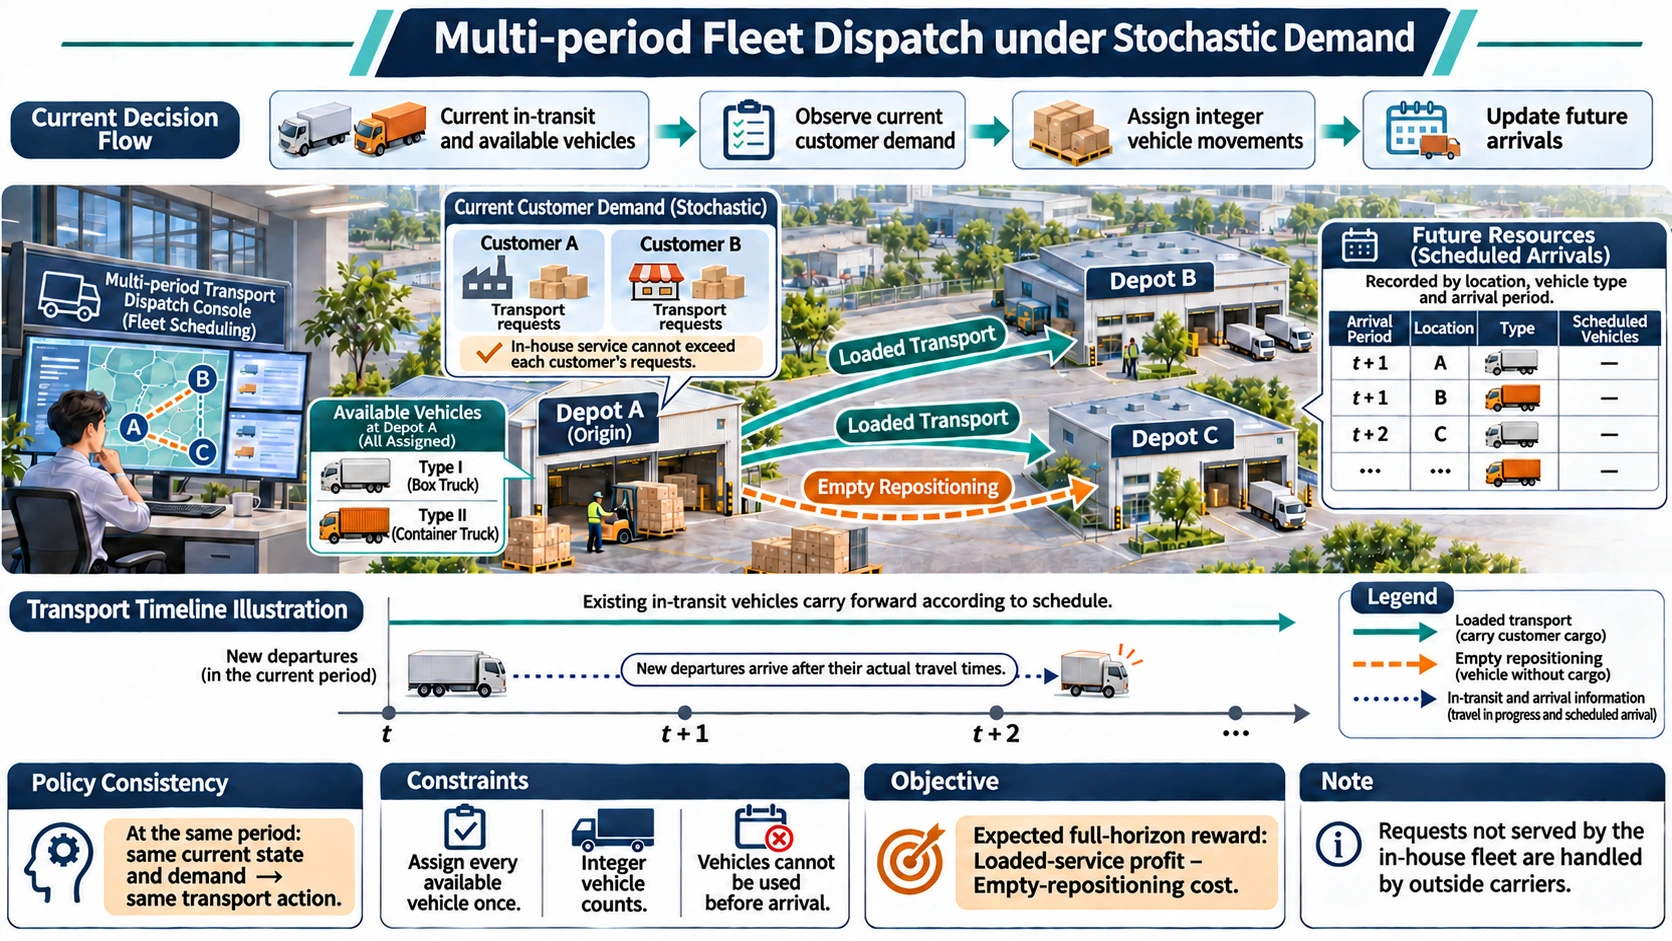 Multi-period Fleet Dispatch under Stochastic Demand
Current Decision
Flow
Current in-transit
and available vehicles
Observe current
customer demand
Assign integer
vehicle movements
Update future
arrivals
Multi-period Transport
Dispatch Console
(Fleet Scheduling)
A
B
C
Current Customer Demand (Stochastic)
Customer A
Transport
requests
Customer B
Transport
requests
In-house service cannot exceed
each customer's requests.
Available Vehicles
at Depot A
(All Assigned)
Type I
(Box Truck)
Type II
(Container Truck)
Depot A
(Origin)
Loaded Transport
Loaded Transport
Empty Repositioning
Depot B
Depot C
Future Resources
(Scheduled Arrivals)
Recorded by location, vehicle type
and arrival period.
Arrival
Period
Location
Type
Scheduled
Vehicles
t+1 A —
t+1 B —
t+2 C —
... ... —
Transport Timeline Illustration
Existing in-transit vehicles carry forward according to schedule.
New departures
(in the current period)
New departures arrive after their actual travel times.
t
t+1
t+2
...
Legend
Loaded transport
(carry customer cargo)
Empty repositioning
(vehicle without cargo)
In-transit and arrival information
(travel in progress and scheduled arrival)
Policy Consistency
At the same period:
same current state
and demand →
same transport action.
Constraints
Assign every
available
vehicle once.
Integer
vehicle
counts.
Vehicles cannot
be used
before arrival.
Objective
Expected full-horizon reward:
Loaded-service profit –
Empty-repositioning cost.
Note
Requests not served by the
in-house fleet are handled
by outside carriers.